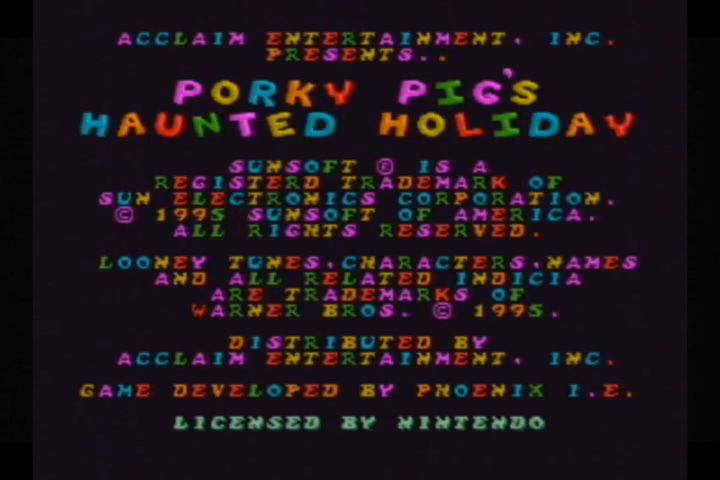 ACCLAIM ENTERTAINMENT, INC.
PRESENTS..
PORKY PIG'S
HAUNTED HOLIDAY
SUNSOFT ® IS A
REGISTERD TRADEMARK OF
SUN ELECTRONICS CORPORATION.
© 1995 SUNSOFT OF AMERICA.
ALL RIGHTS RESERVED.
LOONEY TUNES,CHARACTERS,NAMES
AND ALL RELATED INDICIA
ARE TRADEMARKS OF
WARNER BROS. © 1995.
DISTRIBUTED BY
ACCLAIM ENTERTAINMENT, INC.
GAME DEVELOPED BY PHOENIX I.E.
LICENSED BY NINTENDO